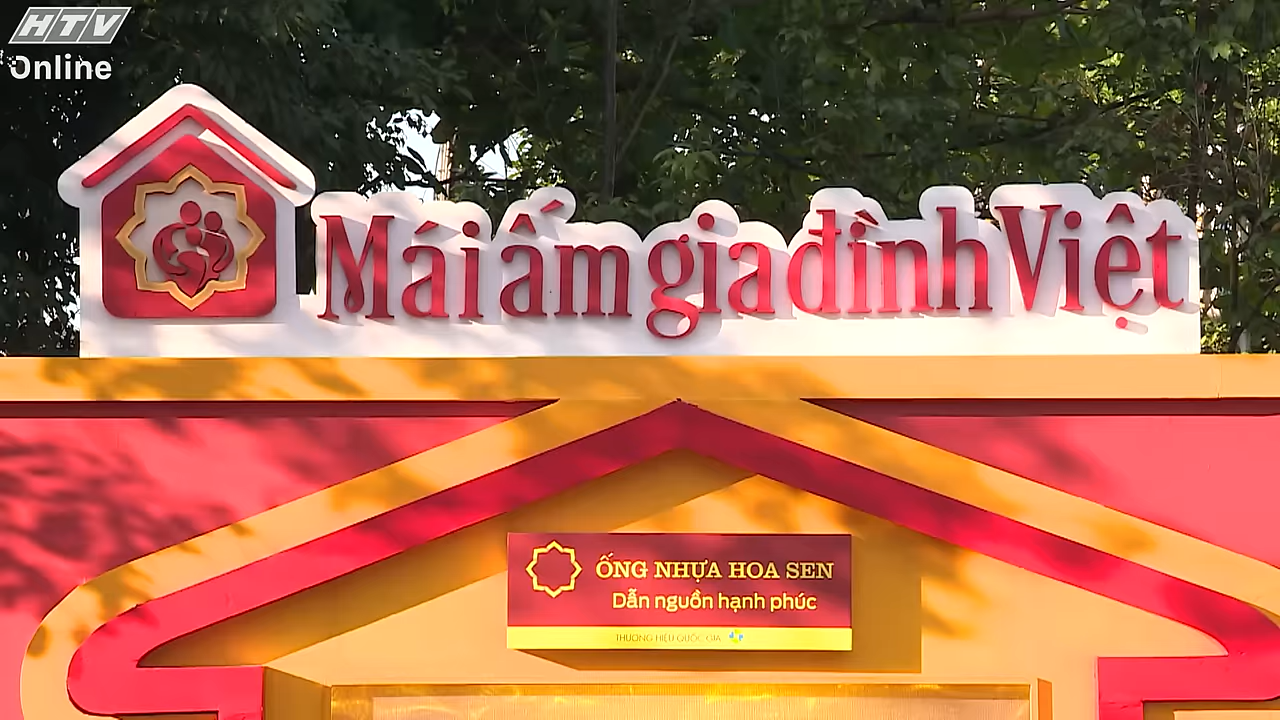 HTV
Online
Mái ấm gia đình Việt
ỐNG NHỰA HOA SEN
Dẫn nguồn hạnh phúc
THƯƠNG HIỆU QUỐC GIA